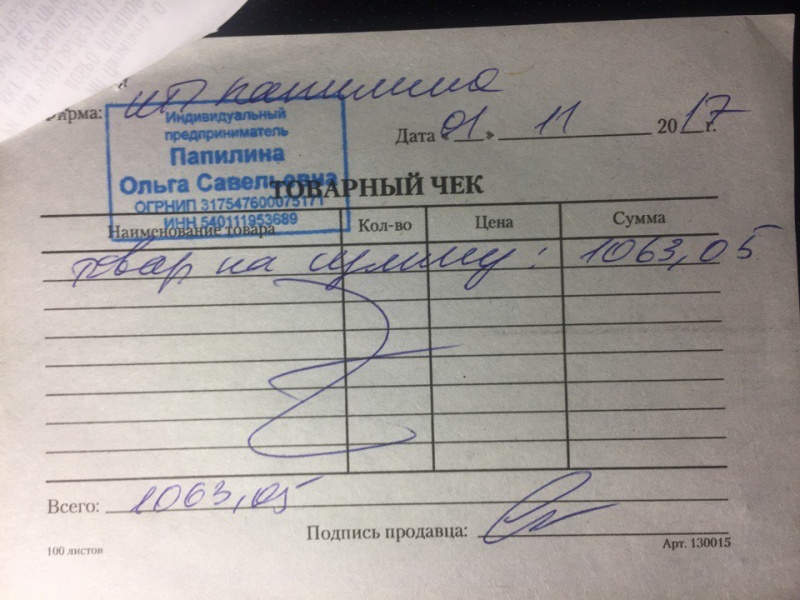 Фирма: ИП Папилина
Индивидуальный
предприниматель
Папилина
Ольга Савельевна
ОГРНИП 317547600075171
ИНН 540111953689
Дата «01» 11 2017г.
ТОВАРНЫЙ ЧЕК
Наименование товара Кол-во Цена Сумма
товар на сумму: 1063,05
Всего: 1063,05
Подпись продавца:
100 листов Арт. 130015